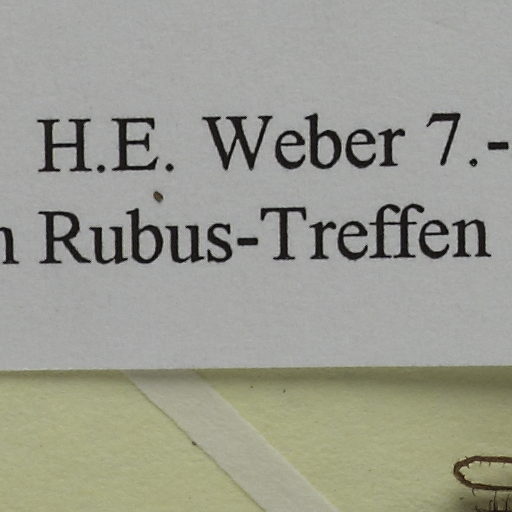 H.E. Weber 7.-
n Rubus-Treffen